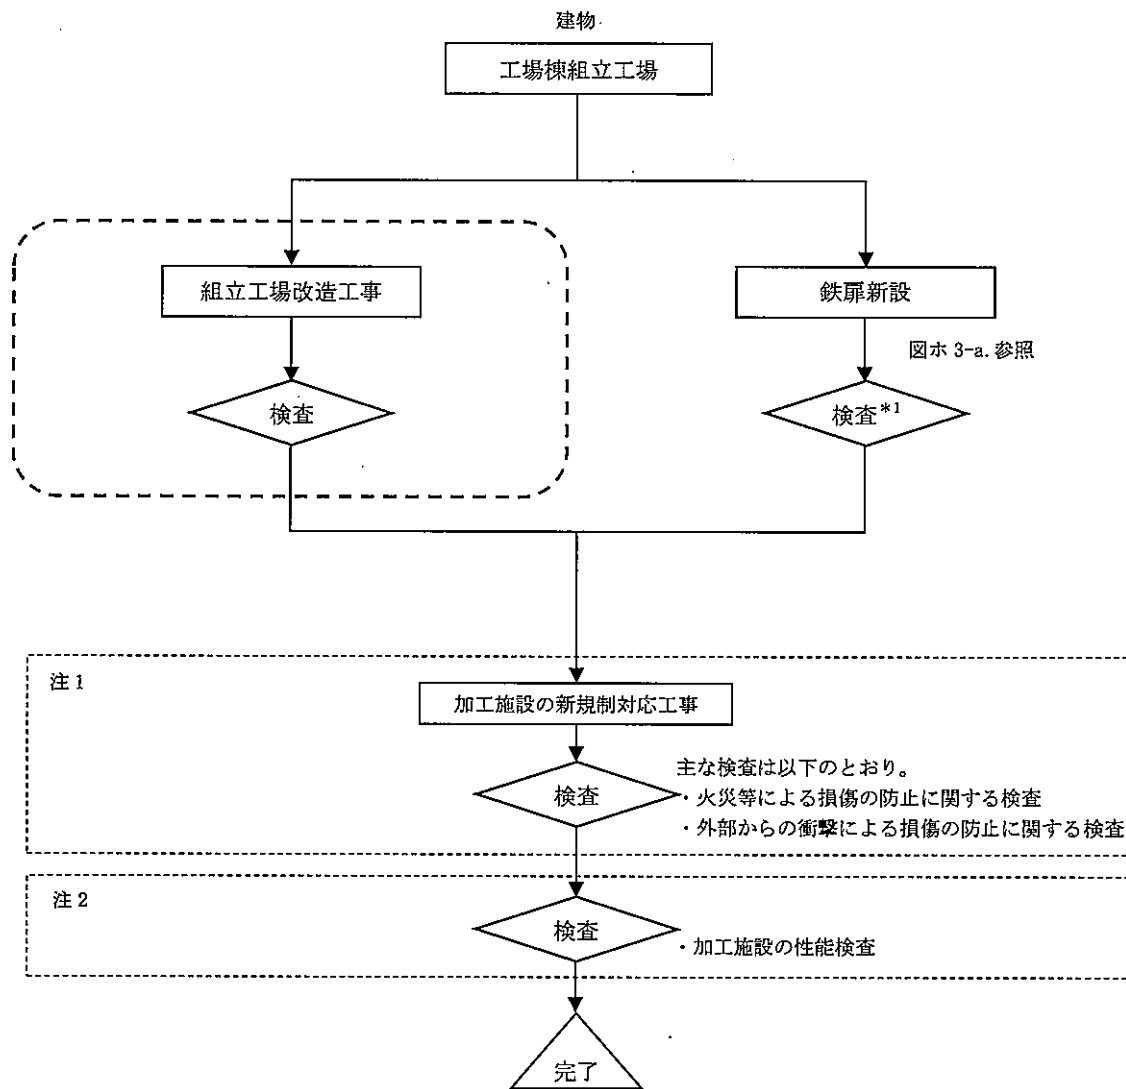 建物
工場棟組立工場
組立工場改造工事
鉄扉新設
図ホ 3-a. 参照
検査
検査*1
注 1
加工施設の新規制対応工事
検査
主な検査は以下のとおり。
・火災等による損傷の防止に関する検査
・外部からの衝撃による損傷の防止に関する検査
注 2
検査
・加工施設の性能検査
完了